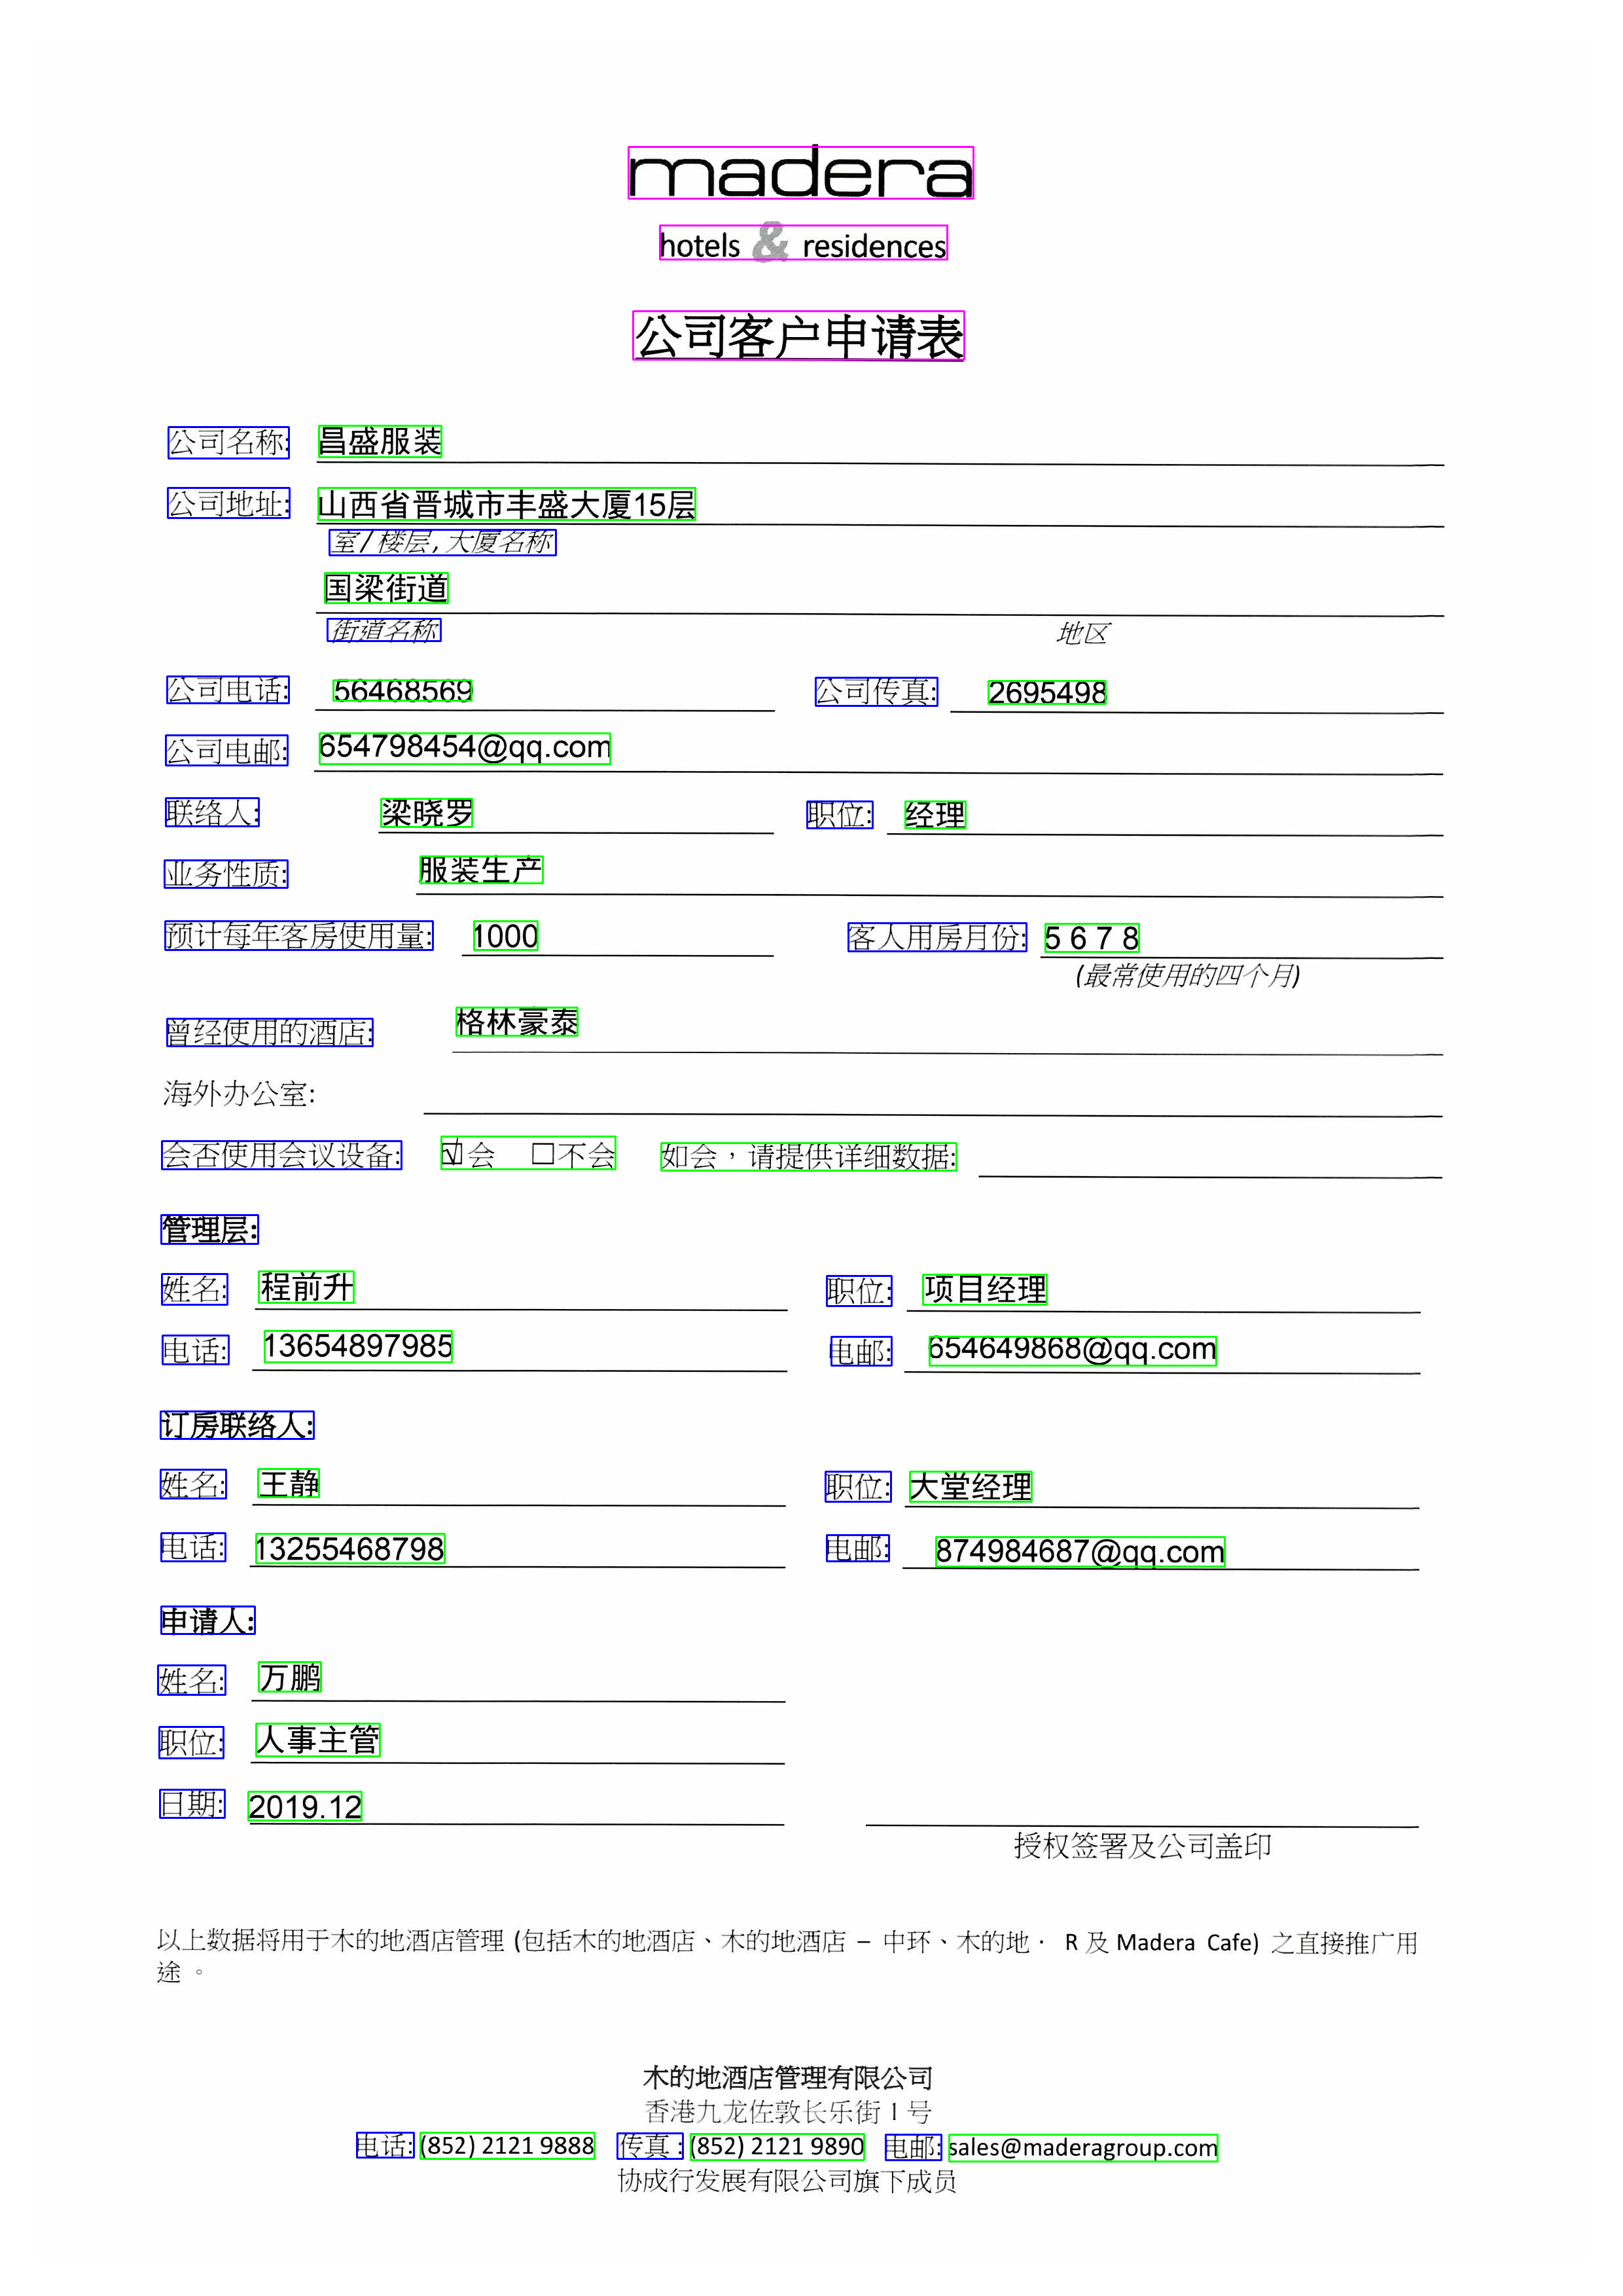 madera
hotels & residences
公司客户申请表
公司名称: 昌盛服装
公司地址: 山西省晋城市丰盛大厦15层
室/楼层,大厦名称
国梁街道
街道名称 地区
公司电话: 56468569 公司传真: 2695498
公司电邮: 654798454@qq.com
联络人: 梁晓罗 职位: 经理
业务性质: 服装生产
预计每年客房使用量: 1000 客人用房月份: 5 6 7 8
(最常使用的四个月)
曾经使用的酒店: 格林豪泰
海外办公室:
会否使用会议设备: ☑会 □不会 如会，请提供详细数据:
管理层:
姓名: 程前升 职位: 项目经理
电话: 13654897985 电邮: 654649868@qq.com
订房联络人:
姓名: 王静 职位: 大堂经理
电话: 13255468798 电邮: 874984687@qq.com
申请人:
姓名: 万鹏
职位: 人事主管
日期: 2019.12
授权签署及公司盖印
以上数据将用于木的地酒店管理 (包括木的地酒店、木的地酒店 – 中环、木的地· R 及 Madera Cafe) 之直接推广用
途。
木的地酒店管理有限公司
香港九龙佐敦长乐街 1 号
电话: (852) 2121 9888 传真 : (852) 2121 9890 电邮: sales@maderagroup.com
协成行发展有限公司旗下成员